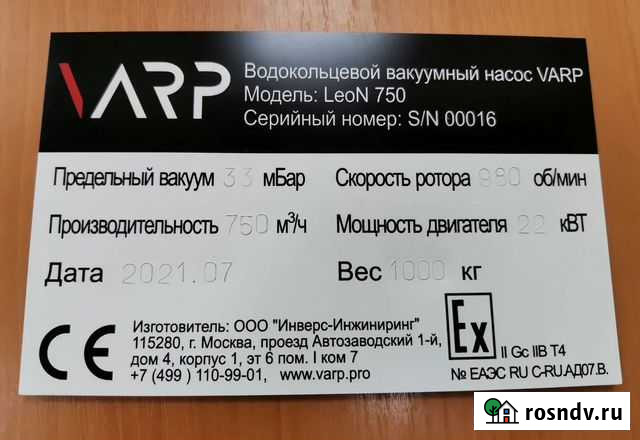 VARP
Водокольцевой вакуумный насос VARP
Модель: LeoN 750
Серийный номер: S/N 00016
Предельный вакуум 33 мБар
Скорость ротора 980 об/мин
Производительность 750 м³/ч
Мощность двигателя 22 кВТ
Дата 2021.07
Вес 1000 кг
CE
Изготовитель: ООО "Инверс-Инжиниринг"
115280, г. Москва, проезд Автозаводский 1-й,
дом 4, корпус 1, эт 6 пом. I ком 7
+7 (499 ) 110-99-01, www.varp.pro
Ex
II Gc IIB T4
№ ЕАЭС RU C-RU.АД07.В.
rosndv.ru